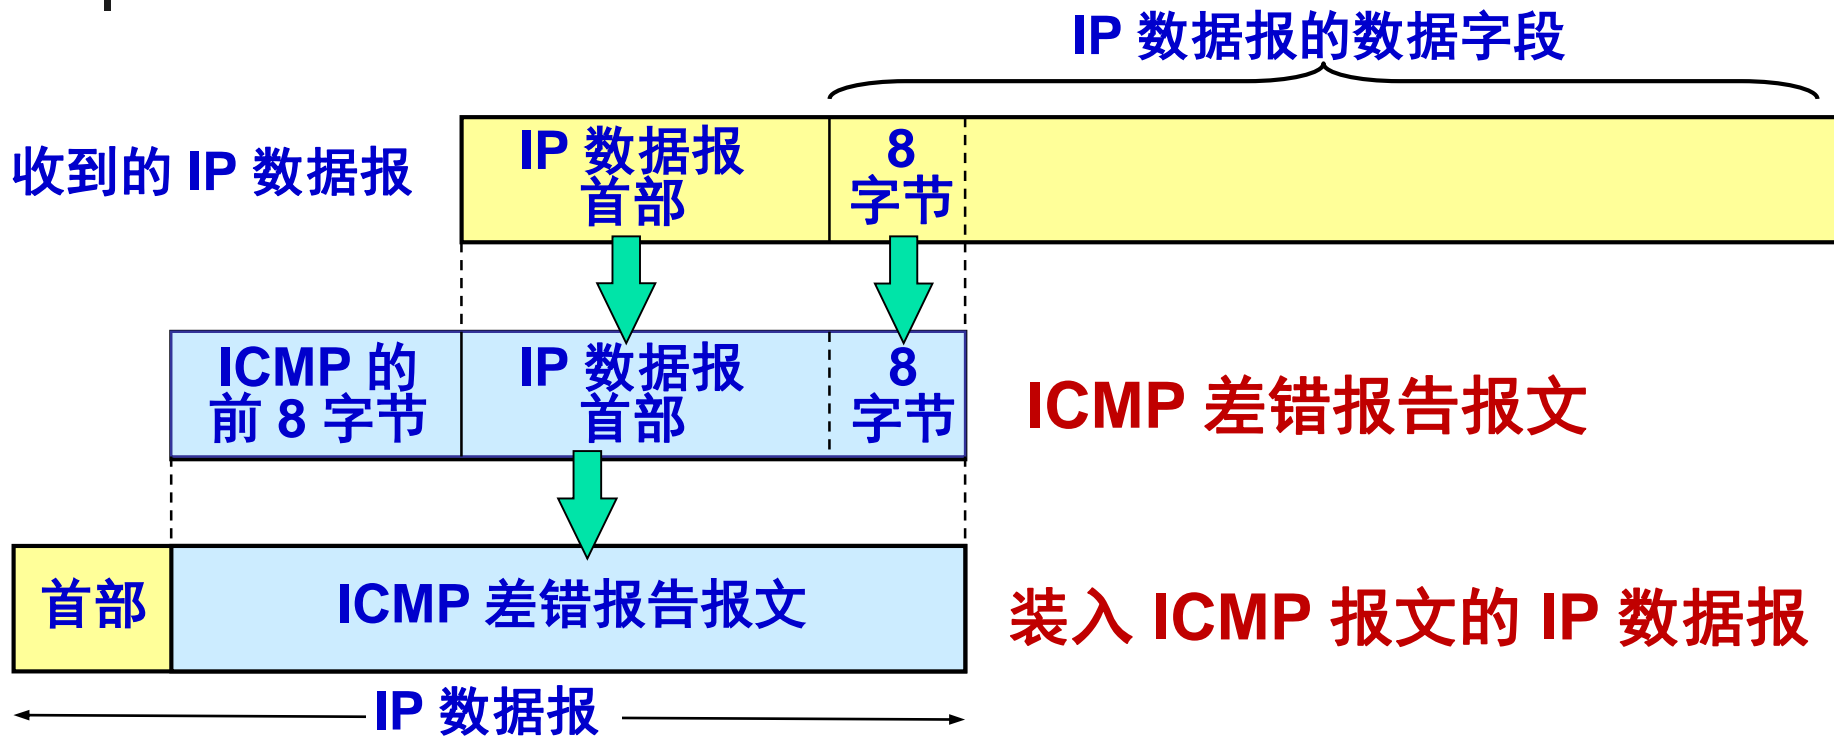 IP 数据报的数据字段
收到的 IP 数据报
IP 数据报
首部
8
字节
ICMP 的
前 8 字节
IP 数据报
首部
8
字节
ICMP 差错报告报文
首部
ICMP 差错报告报文
装入 ICMP 报文的 IP 数据报
IP 数据报